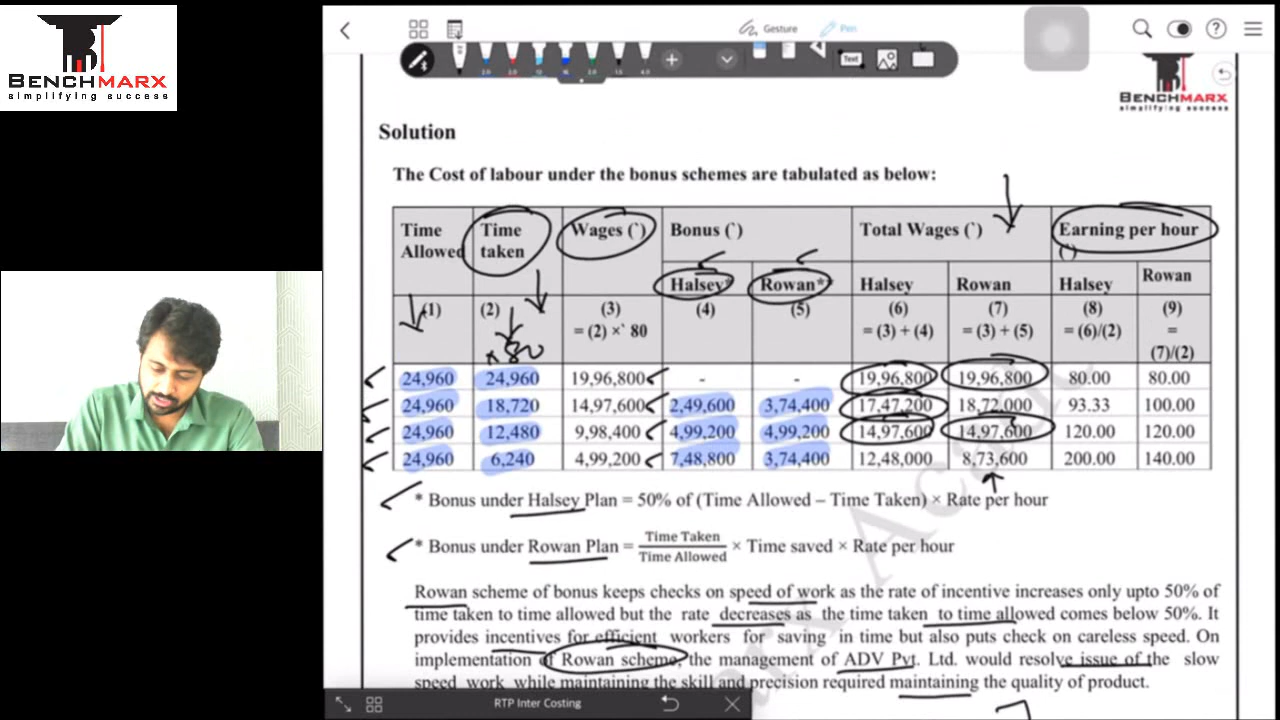 BENCHMARX
simplifying success
Gesture
Pen
Text
BENCHMARX
simplifying success
Solution
The Cost of labour under the bonus schemes are tabulated as below:
Time Allowed Time taken Wages (`) Bonus (`) Total Wages (`) Earning per hour (`)
Halsey* Rowan** Halsey Rowan Halsey Rowan
(1) (2) (3) = (2) ×` 80 (4) (5) (6) = (3) + (4) (7) = (3) + (5) (8) = (6)/(2) (9) = (7)/(2)
×80
24,960 24,960 19,96,800 - - 19,96,800 19,96,800 80.00 80.00
24,960 18,720 14,97,600 2,49,600 3,74,400 17,47,200 18,72,000 93.33 100.00
24,960 12,480 9,98,400 4,99,200 4,99,200 14,97,600 14,97,600 120.00 120.00
24,960 6,240 4,99,200 7,48,800 3,74,400 12,48,000 8,73,600 200.00 140.00
* Bonus under Halsey Plan = 50% of (Time Allowed – Time Taken) × Rate per hour
* Bonus under Rowan Plan = Time Taken / Time Allowed × Time saved × Rate per hour
Rowan scheme of bonus keeps checks on speed of work as the rate of incentive increases only upto 50% of
time taken to time allowed but the rate decreases as the time taken to time allowed comes below 50%. It
provides incentives for efficient workers for saving in time but also puts check on careless speed. On
implementation of Rowan scheme, the management of ADV Pvt. Ltd. would resolve issue of the slow
speed work while maintaining the skill and precision required maintaining the quality of product.
RTP Inter Costing